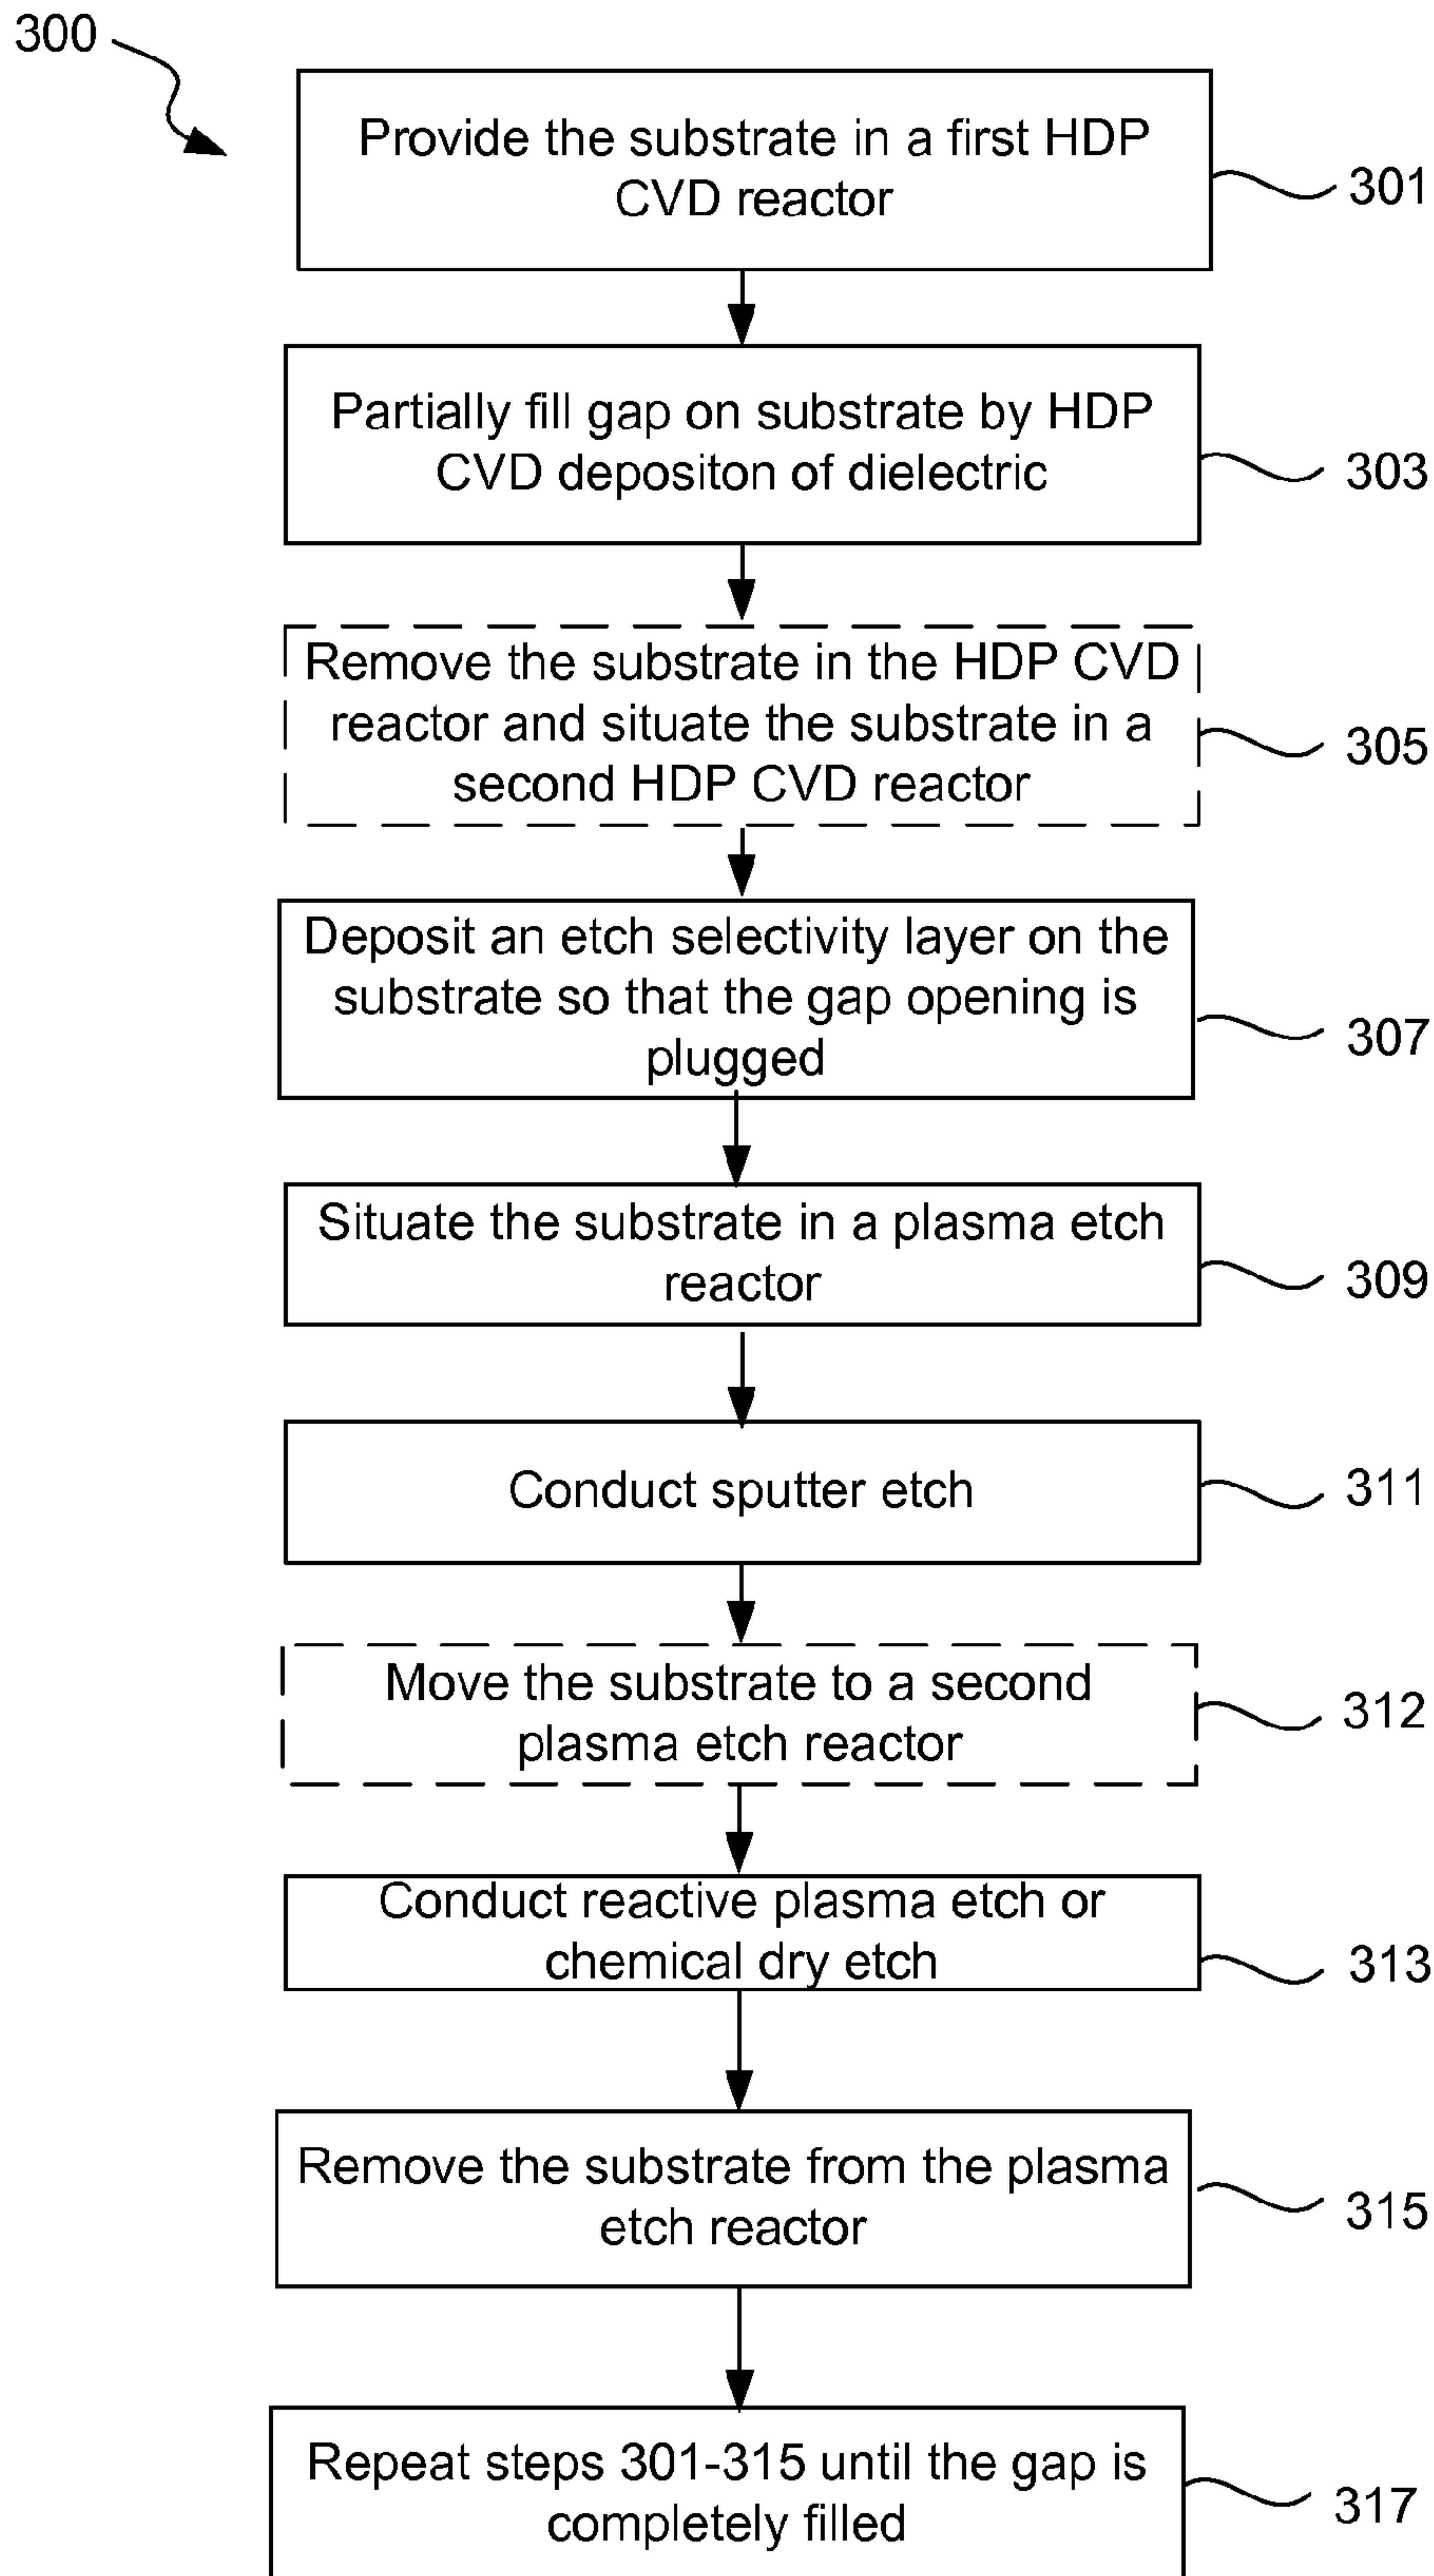 300
Provide the substrate in a first HDP
CVD reactor
301
Partially fill gap on substrate by HDP
CVD depositon of dielectric
303
Remove the substrate in the HDP CVD
reactor and situate the substrate in a
second HDP CVD reactor
305
Deposit an etch selectivity layer on the
substrate so that the gap opening is
plugged
307
Situate the substrate in a plasma etch
reactor
309
Conduct sputter etch
311
Move the substrate to a second
plasma etch reactor
312
Conduct reactive plasma etch or
chemical dry etch
313
Remove the substrate from the plasma
etch reactor
315
Repeat steps 301-315 until the gap is
completely filled
317